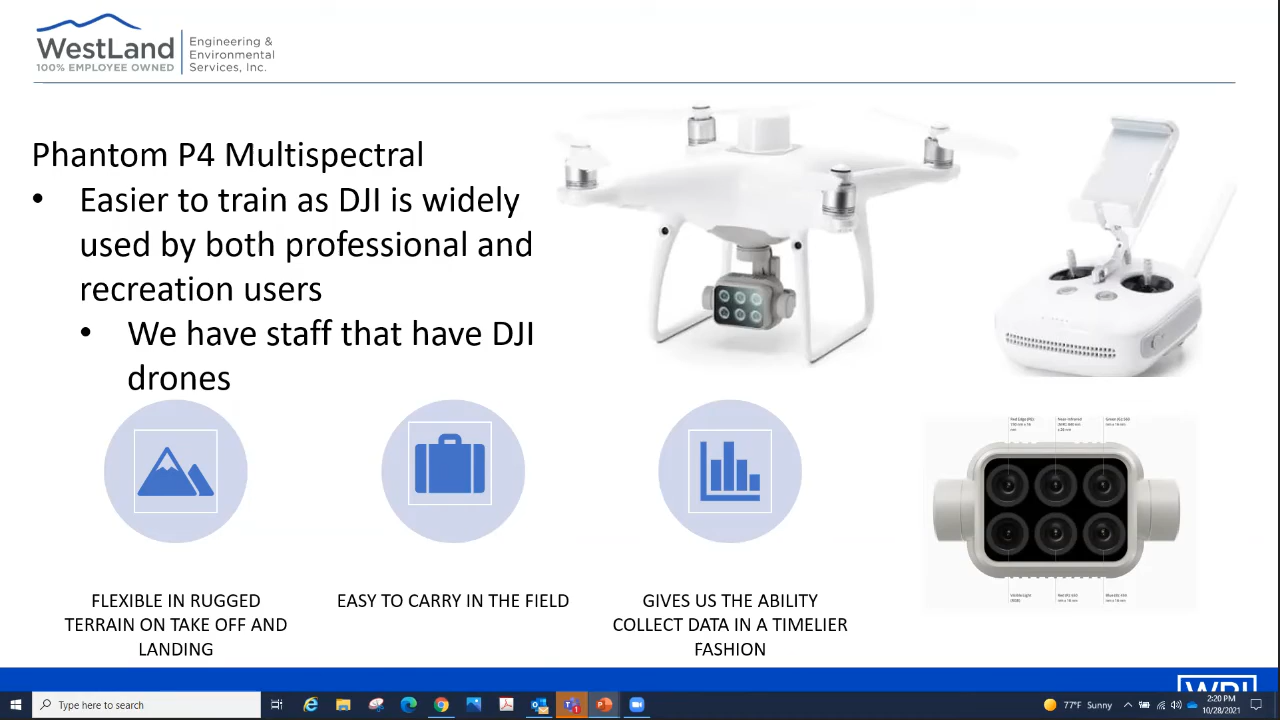 WestLand
100% EMPLOYEE OWNED
Engineering &
Environmental
Services, Inc.
Phantom P4 Multispectral
• Easier to train as DJI is widely
used by both professional and
recreation users
• We have staff that have DJI
drones
FLEXIBLE IN RUGGED
TERRAIN ON TAKE OFF AND
LANDING
EASY TO CARRY IN THE FIELD
GIVES US THE ABILITY
COLLECT DATA IN A TIMELIER
FASHION
Visible Light
(RGB)
Type here to search
77°F Sunny
2:20 PM
10/28/2021